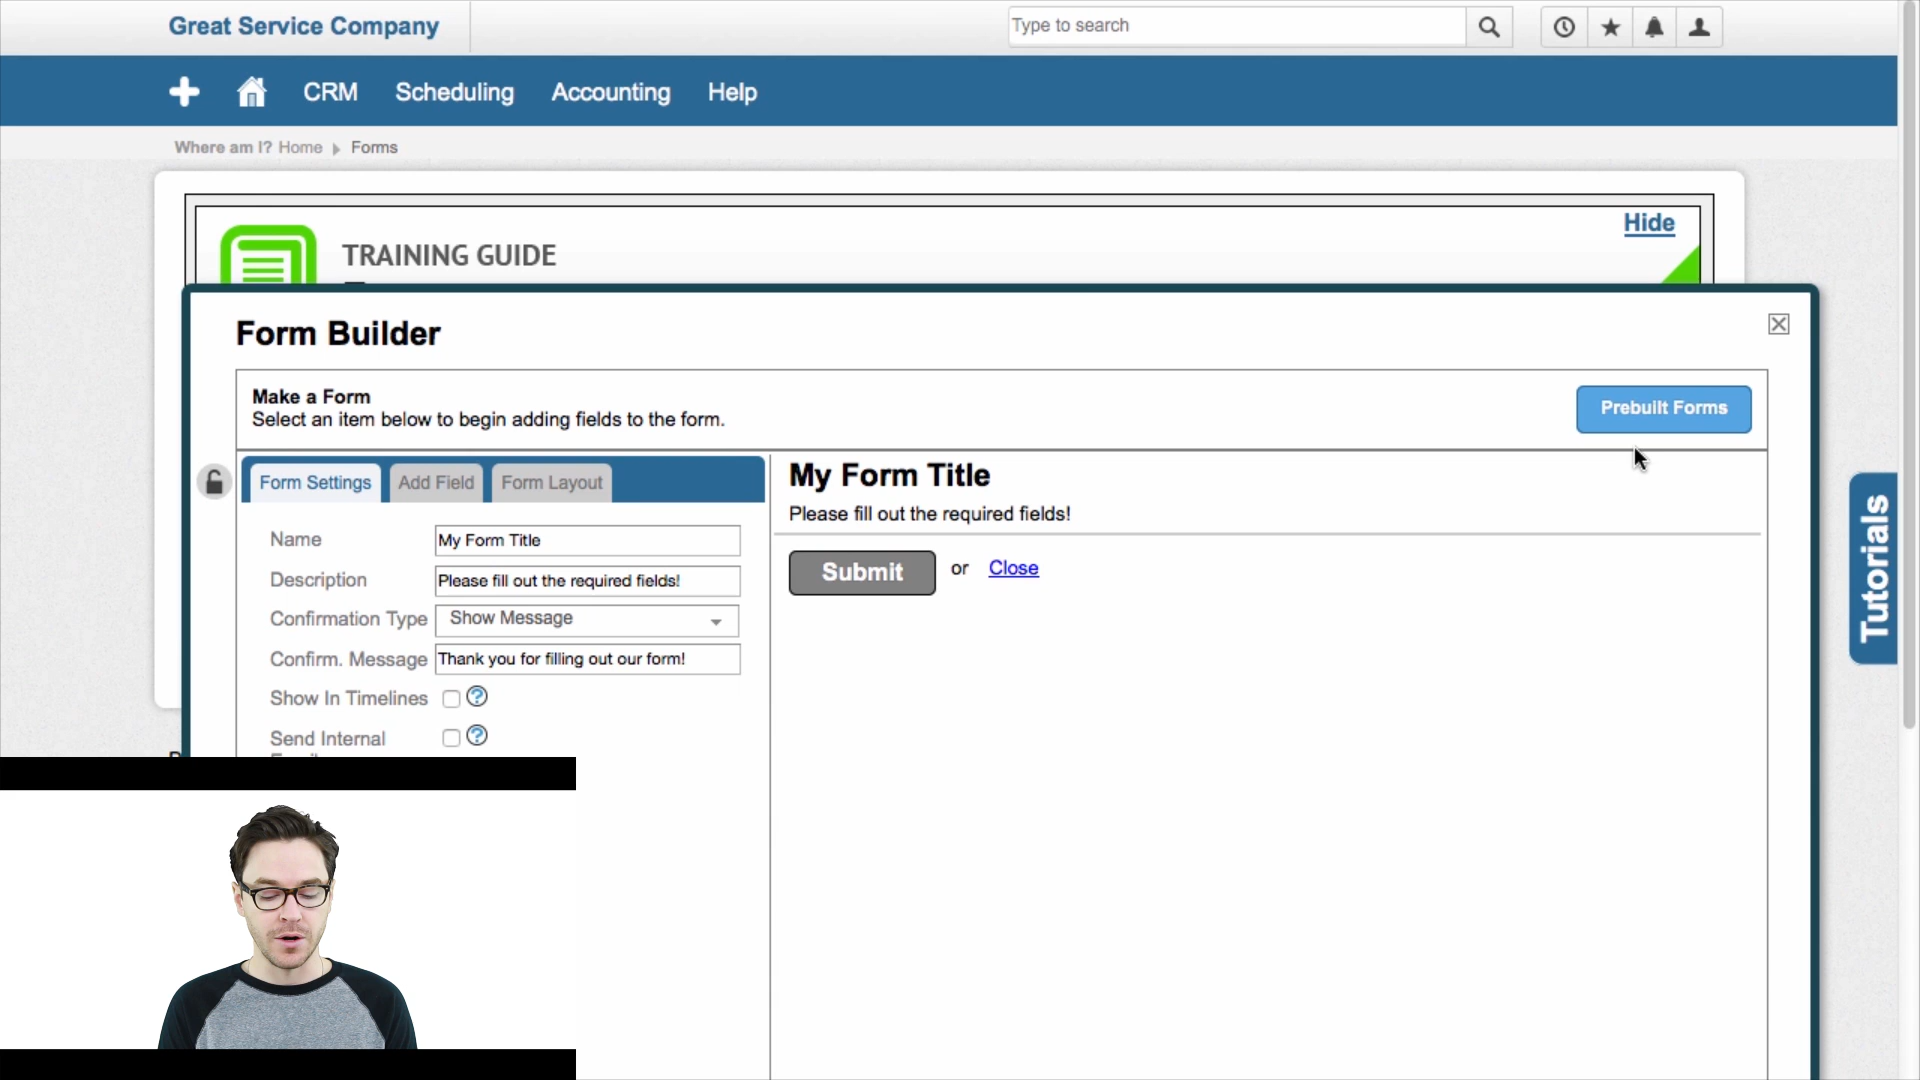 Great Service Company
Type to search
CRM Scheduling Accounting Help
Where am I? Home Forms
Hide
TRAINING GUIDE
Form Builder
Make a Form
Select an item below to begin adding fields to the form.
Prebuilt Forms
Form Settings Add Field Form Layout
My Form Title
Please fill out the required fields!
Submit or Close
Name My Form Title
Description Please fill out the required fields!
Confirmation Type Show Message
Confirm. Message Thank you for filling out our form!
Show In Timelines ?
Send Internal ?
Tutorials